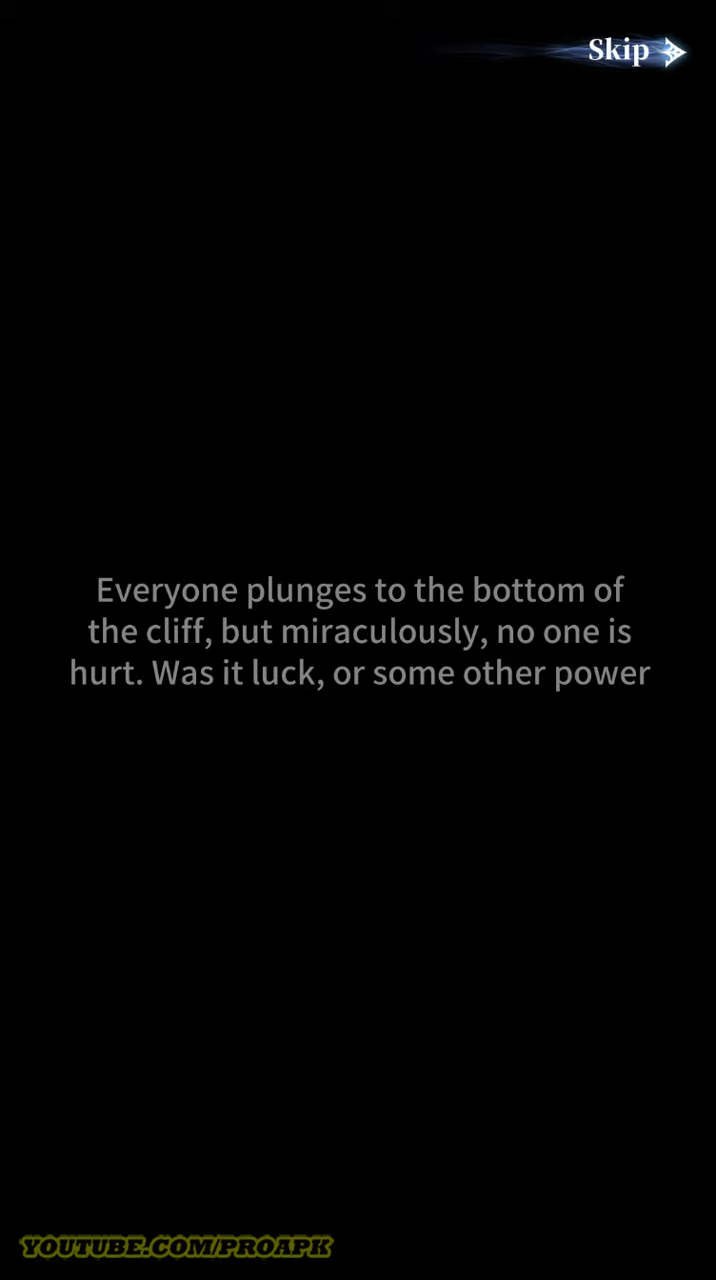 Skip
Everyone plunges to the bottom of
the cliff, but miraculously, no one is
hurt. Was it luck, or some other power
YOUTUBE.COM/PROAPK